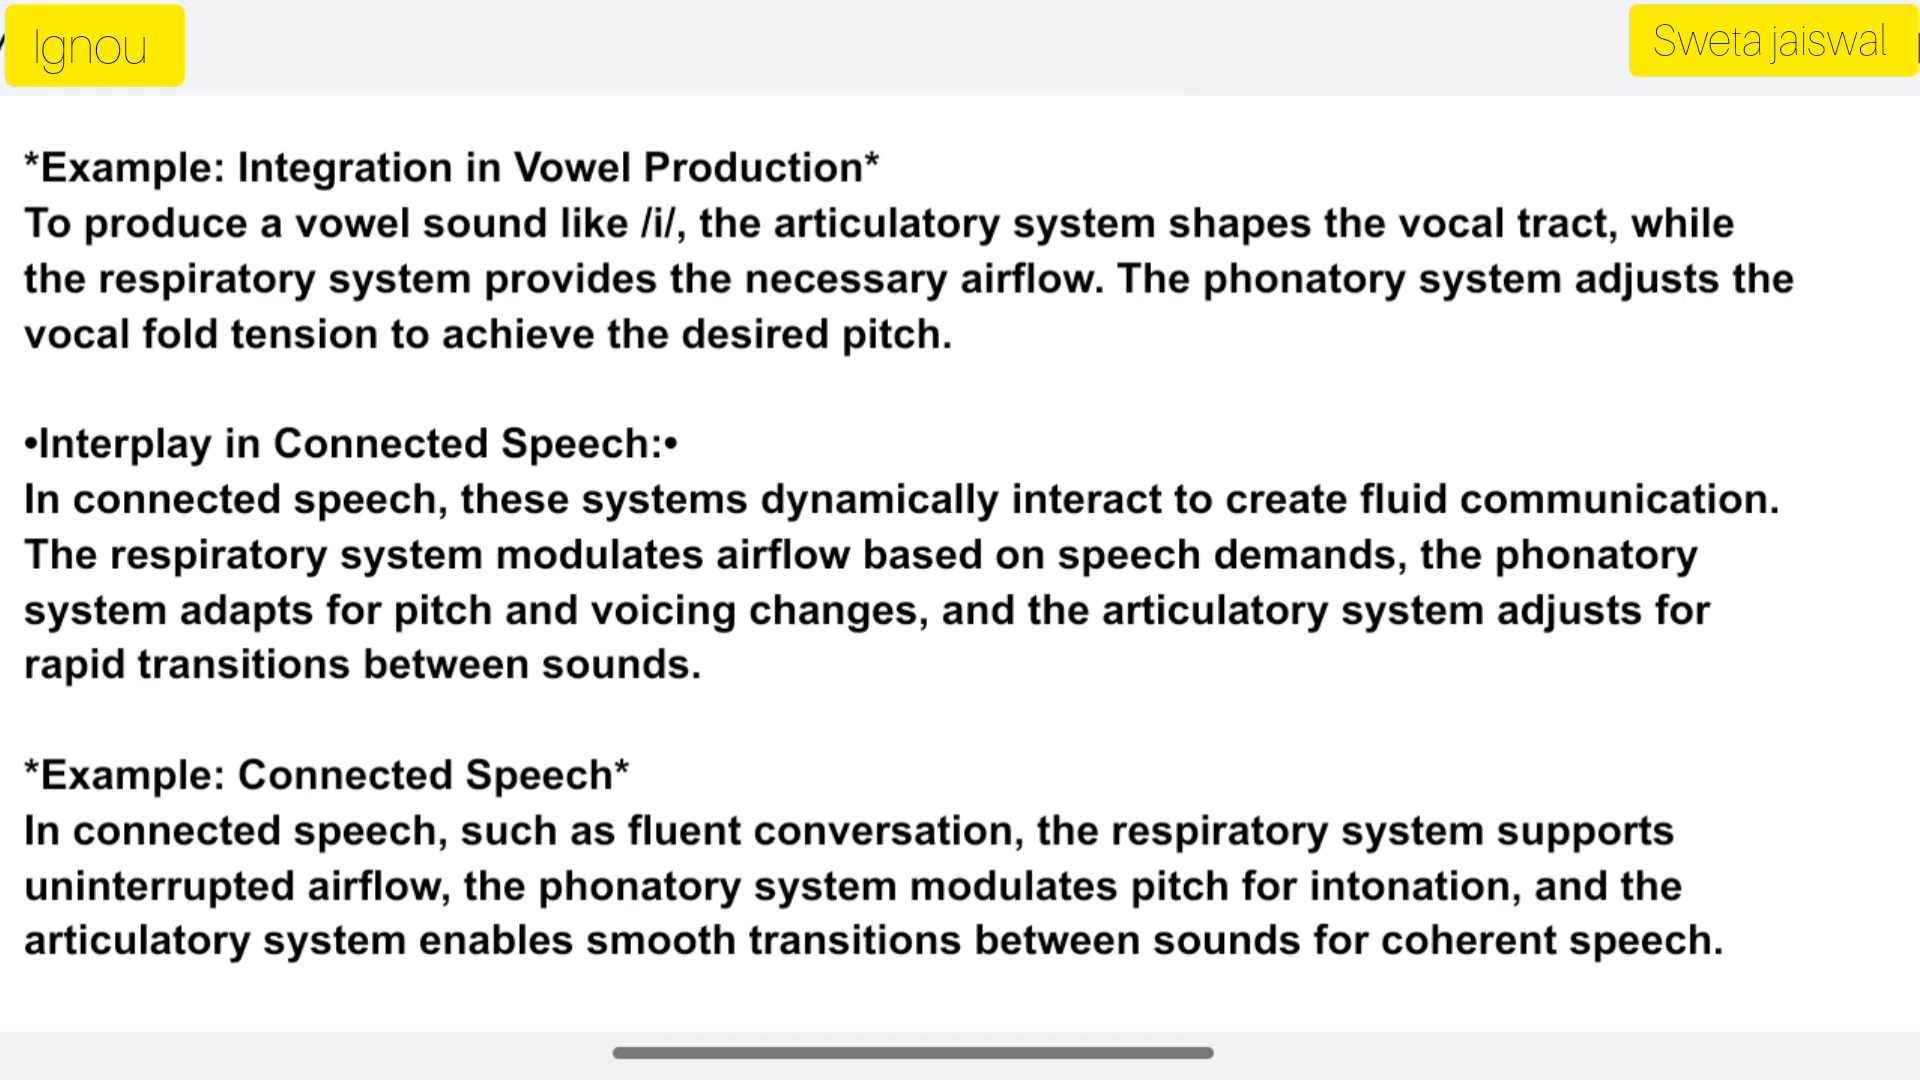 Ignou
Sweta jaiswal
*Example: Integration in Vowel Production*
To produce a vowel sound like /i/, the articulatory system shapes the vocal tract, while
the respiratory system provides the necessary airflow. The phonatory system adjusts the
vocal fold tension to achieve the desired pitch.
•Interplay in Connected Speech:•
In connected speech, these systems dynamically interact to create fluid communication.
The respiratory system modulates airflow based on speech demands, the phonatory
system adapts for pitch and voicing changes, and the articulatory system adjusts for
rapid transitions between sounds.
*Example: Connected Speech*
In connected speech, such as fluent conversation, the respiratory system supports
uninterrupted airflow, the phonatory system modulates pitch for intonation, and the
articulatory system enables smooth transitions between sounds for coherent speech.